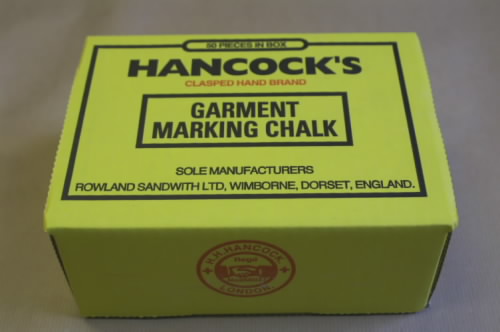 50 PIECES IN BOX
HANCOCK'S
CLASPED HAND BRAND
GARMENT
MARKING CHALK
SOLE MANUFACTURERS
ROWLAND SANDWITH LTD, WIMBORNE, DORSET, ENGLAND.
H.H. HANCOCK
LONDON.